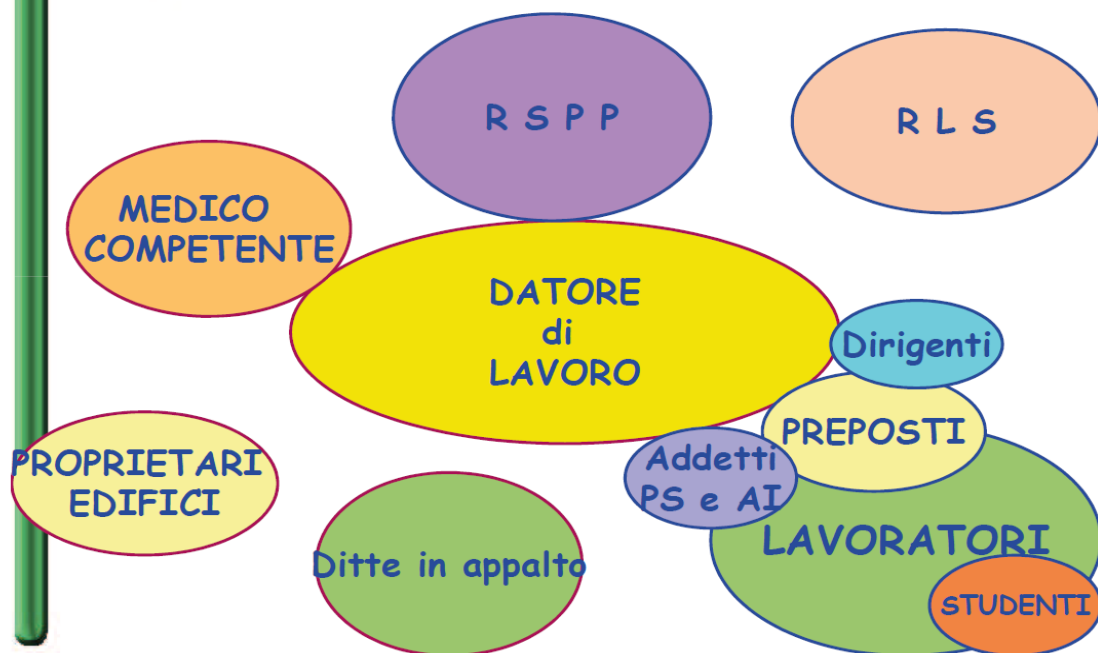 R S P P
R L S
MEDICO
COMPETENTE
DATORE
di
LAVORO
Dirigenti
PREPOSTI
PROPRIETARI
EDIFICI
Addetti
PS e AI
Ditte in appalto
LAVORATORI
STUDENTI